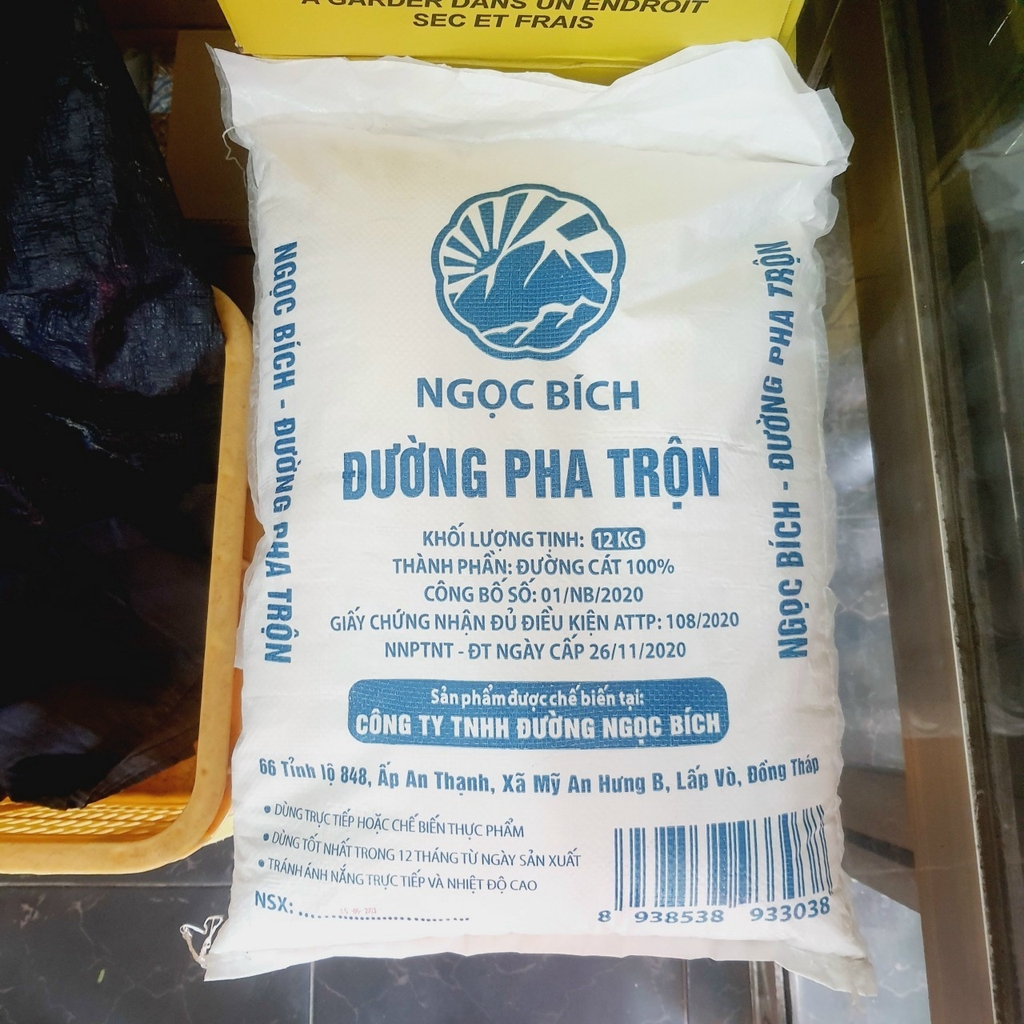 A GARDER DANS UN ENDROIT
SEC ET FRAIS
NGỌC BÍCH
ĐƯỜNG PHA TRỘN
NGỌC BÍCH - ĐƯỜNG PHA TRỘN
NGỌC BÍCH - ĐƯỜNG PHA TRỘN
KHỐI LƯỢNG TỊNH: 12 KG
THÀNH PHẦN: ĐƯỜNG CÁT 100%
CÔNG BỐ SỐ: 01/NB/2020
GIẤY CHỨNG NHẬN ĐỦ ĐIỀU KIỆN ATTP: 108/2020
NNPTNT - ĐT NGÀY CẤP 26/11/2020
Sản phẩm được chế biến tại:
CÔNG TY TNHH ĐƯỜNG NGỌC BÍCH
66 Tỉnh lộ 848, Ấp An Thạnh, Xã Mỹ An Hưng B, Lấp Vò, Đồng Tháp
• DÙNG TRỰC TIẾP HOẶC CHẾ BIẾN THỰC PHẨM
• DÙNG TỐT NHẤT TRONG 12 THÁNG TỪ NGÀY SẢN XUẤT
• TRÁNH ÁNH NẮNG TRỰC TIẾP VÀ NHIỆT ĐỘ CAO
NSX:
8 938538 933038